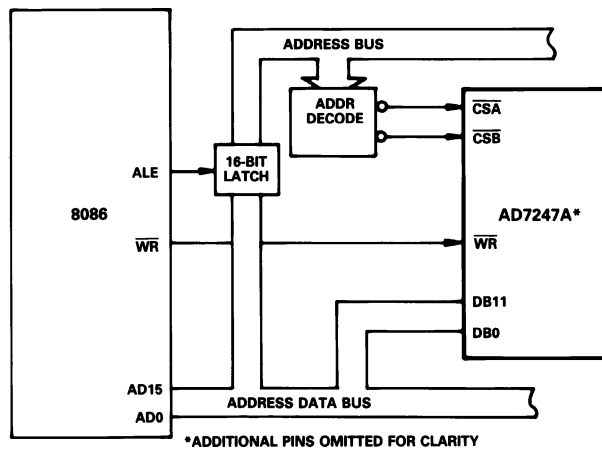 ADDRESS BUS
ADDR
DECODE
CSA
CSB
16-BIT
LATCH
ALE
8086
AD7247A*
WR
WR
DB11
DB0
AD15
ADDRESS DATA BUS
AD0
*ADDITIONAL PINS OMITTED FOR CLARITY